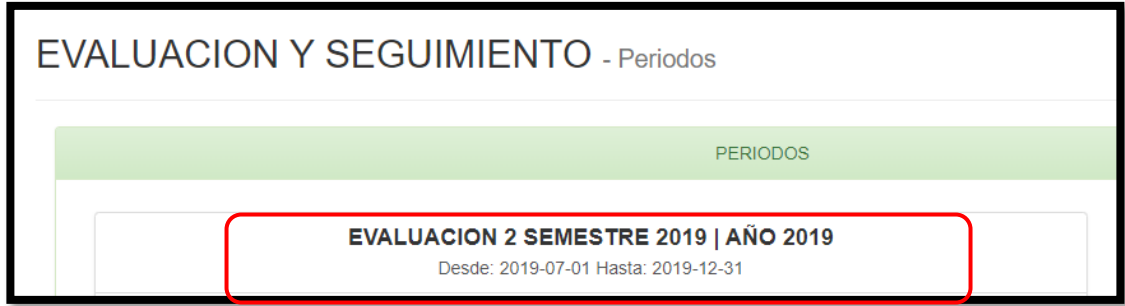 EVALUACION Y SEGUIMIENTO - Periodos
PERIODOS
EVALUACION 2 SEMESTRE 2019 | AÑO 2019
Desde: 2019-07-01 Hasta: 2019-12-31